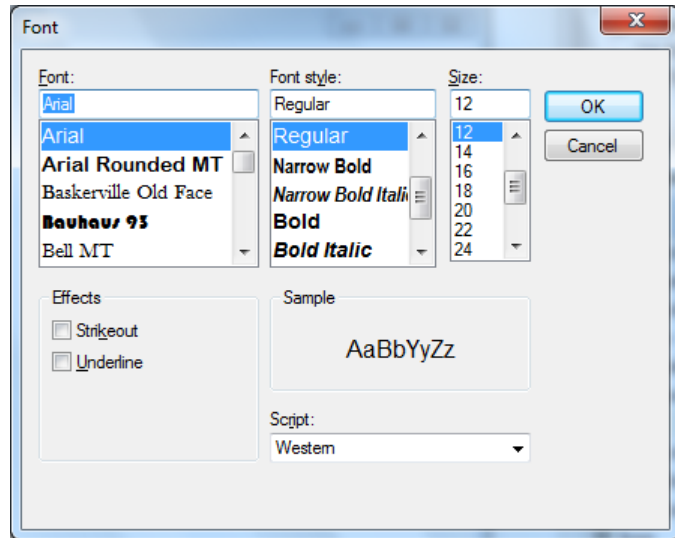 Font
Font:
Arial
Arial
Arial Rounded MT
Baskerville Old Face
Bauhaus 93
Bell MT
Font style:
Regular
Regular
Narrow Bold
Narrow Bold Itali
Bold
Bold Italic
Size:
12
12
14
16
18
20
22
24
OK
Cancel
Effects
Strikeout
Underline
Sample
AaBbYyZz
Script:
Western